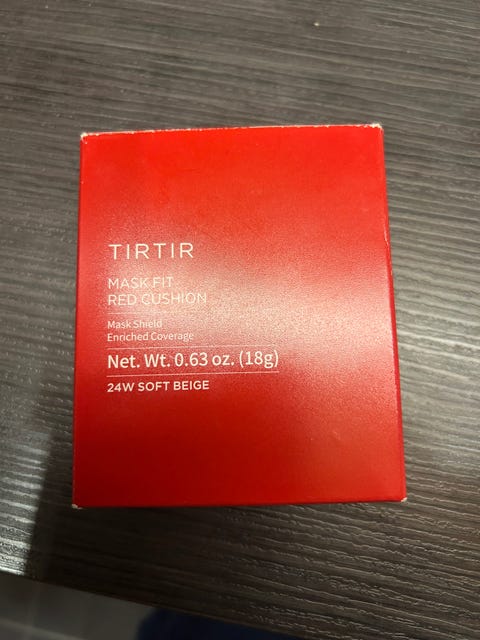 TIRTIR
MASK FIT
RED CUSHION
Mask Shield
Enriched Coverage
Net. Wt. 0.63 oz. (18g)
24W SOFT BEIGE